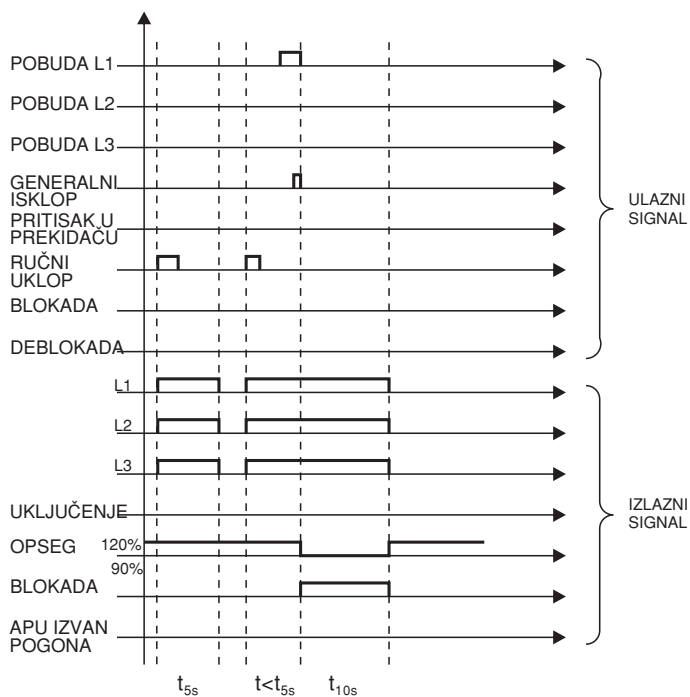 POBUDA L1
POBUDA L2
POBUDA L3
GENERALNI
ISKLOP
PRITISAK U
PREKIDAČU
RUČNI
UKLOP
BLOKADA
DEBLOKADA
ULAZNI
SIGNAL
L1
L2
L3
UKLJUČENJE
OPSEG 120%
90%
BLOKADA
APU IZVAN
POGONA
IZLAZNI
SIGNAL
t5s t<t5s t10s